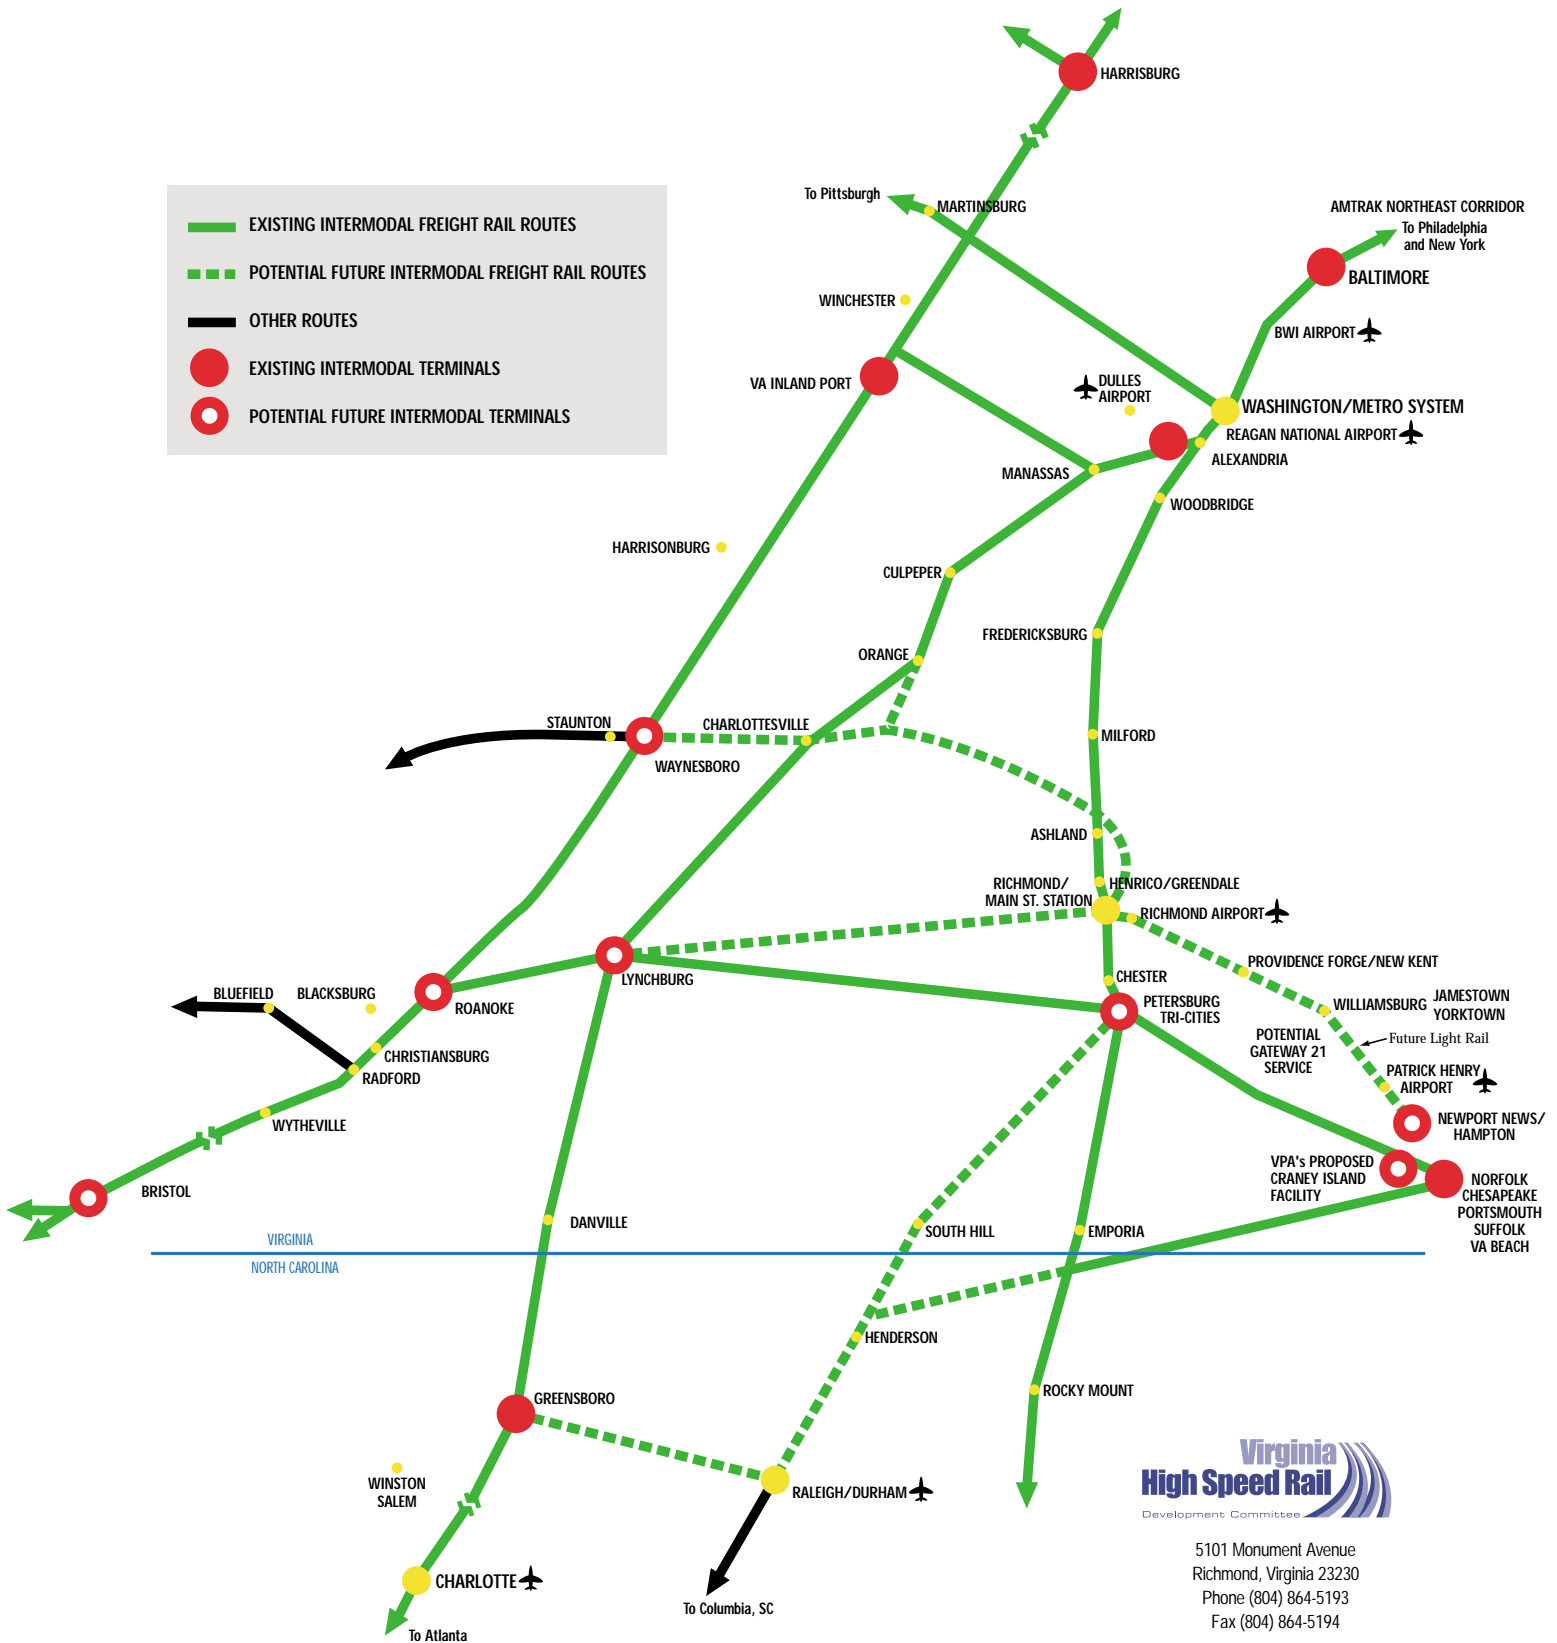 HARRISBURG
To Pittsburgh
MARTINSBURG
AMTRAK NORTHEAST CORRIDOR
To Philadelphia
and New York
EXISTING INTERMODAL FREIGHT RAIL ROUTES
POTENTIAL FUTURE INTERMODAL FREIGHT RAIL ROUTES
OTHER ROUTES
EXISTING INTERMODAL TERMINALS
POTENTIAL FUTURE INTERMODAL TERMINALS
BALTIMORE
WINCHESTER
BWI AIRPORT
VA INLAND PORT
DULLES
AIRPORT
WASHINGTON/METRO SYSTEM
REAGAN NATIONAL AIRPORT
ALEXANDRIA
MANASSAS
WOODBRIDGE
HARRISONBURG
CULPEPER
FREDERICKSBURG
ORANGE
STAUNTON
CHARLOTTESVILLE
MILFORD
WAYNESBORO
ASHLAND
RICHMOND/
MAIN ST. STATION
HENRICO/GREENDALE
RICHMOND AIRPORT
PROVIDENCE FORGE/NEW KENT
LYNCHBURG
CHESTER
BLUEFIELD
BLACKSBURG
ROANOKE
PETERSBURG
TRI-CITIES
WILLIAMSBURG
JAMESTOWN
YORKTOWN
POTENTIAL
GATEWAY 21
SERVICE
Future Light Rail
CHRISTIANSBURG
RADFORD
PATRICK HENRY
AIRPORT
WYTHEVILLE
NEWPORT NEWS/
HAMPTON
BRISTOL
VPA's PROPOSED
CRANEY ISLAND
FACILITY
NORFOLK
CHESAPEAKE
PORTSMOUTH
SUFFOLK
VA BEACH
DANVILLE
SOUTH HILL
EMPORIA
VIRGINIA
NORTH CAROLINA
HENDERSON
GREENSBORO
ROCKY MOUNT
WINSTON
SALEM
RALEIGH/DURHAM
CHARLOTTE
To Columbia, SC
To Atlanta
Virginia
High Speed Rail
Development Committee
5101 Monument Avenue
Richmond, Virginia 23230
Phone (804) 864-5193
Fax (804) 864-5194